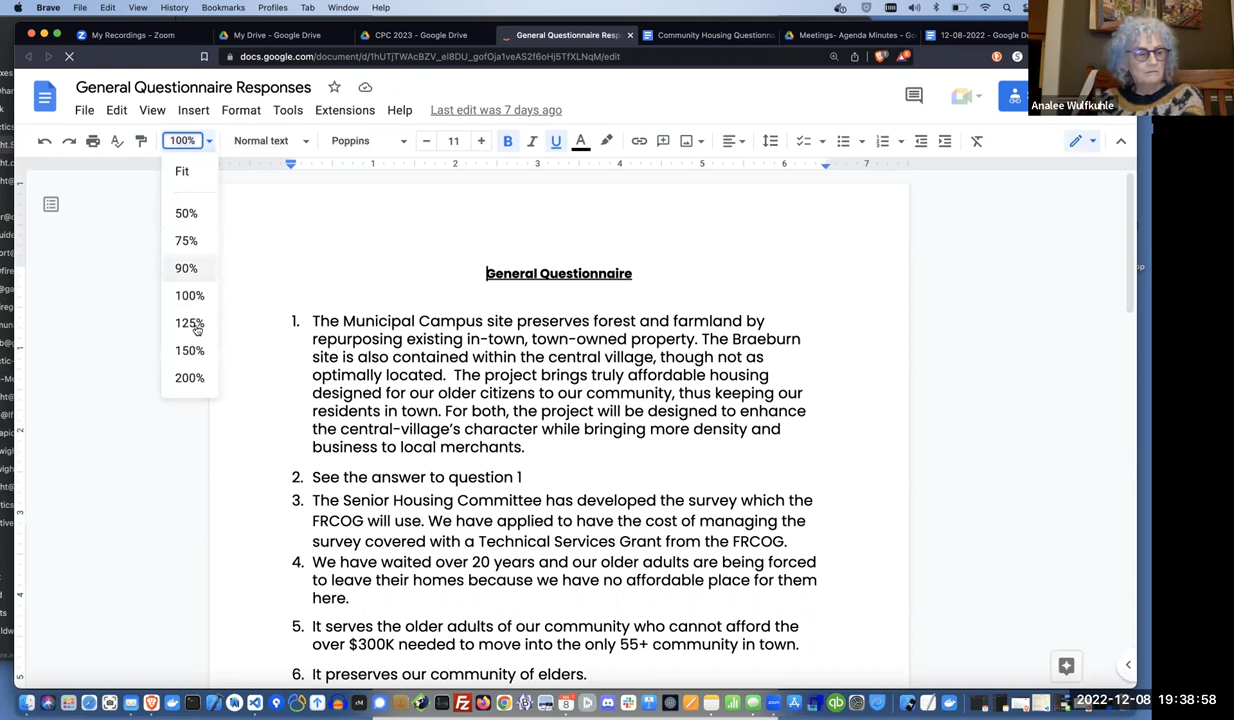 Brave File Edit View History Bookmarks Profiles Tab Window Help
My Recordings - Zoom
My Drive - Google Drive
CPC 2023 - Google Drive
General Questionnaire Resp
Community Housing Questionn
Meetings- Agenda Minutes - Go
12-08-2022 - Google D
docs.google.com/document/d/1hUTjTWAcBZV_eI8DU_gofOja1veAS2f6oHj5TfXLNqM/edit
General Questionnaire Responses
File Edit View Insert Format Tools Extensions Help Last edit was 7 days ago
Analee Wulfkuhle
100% Normal text Poppins 11
1 2 3 4 5 6 7
Fit
50%
75%
90%
100%
125%
150%
200%
General Questionnaire
1. The Municipal Campus site preserves forest and farmland by
repurposing existing in-town, town-owned property. The Braeburn
site is also contained within the central village, though not as
optimally located. The project brings truly affordable housing
designed for our older citizens to our community, thus keeping our
residents in town. For both, the project will be designed to enhance
the central-village's character while bringing more density and
business to local merchants.
2. See the answer to question 1
3. The Senior Housing Committee has developed the survey which the
FRCOG will use. We have applied to have the cost of managing the
survey covered with a Technical Services Grant from the FRCOG.
4. We have waited over 20 years and our older adults are being forced
to leave their homes because we have no affordable place for them
here.
5. It serves the older adults of our community who cannot afford the
over $300K needed to move into the only 55+ community in town.
6. It preserves our community of elders.
2022-12-08 19:38:58